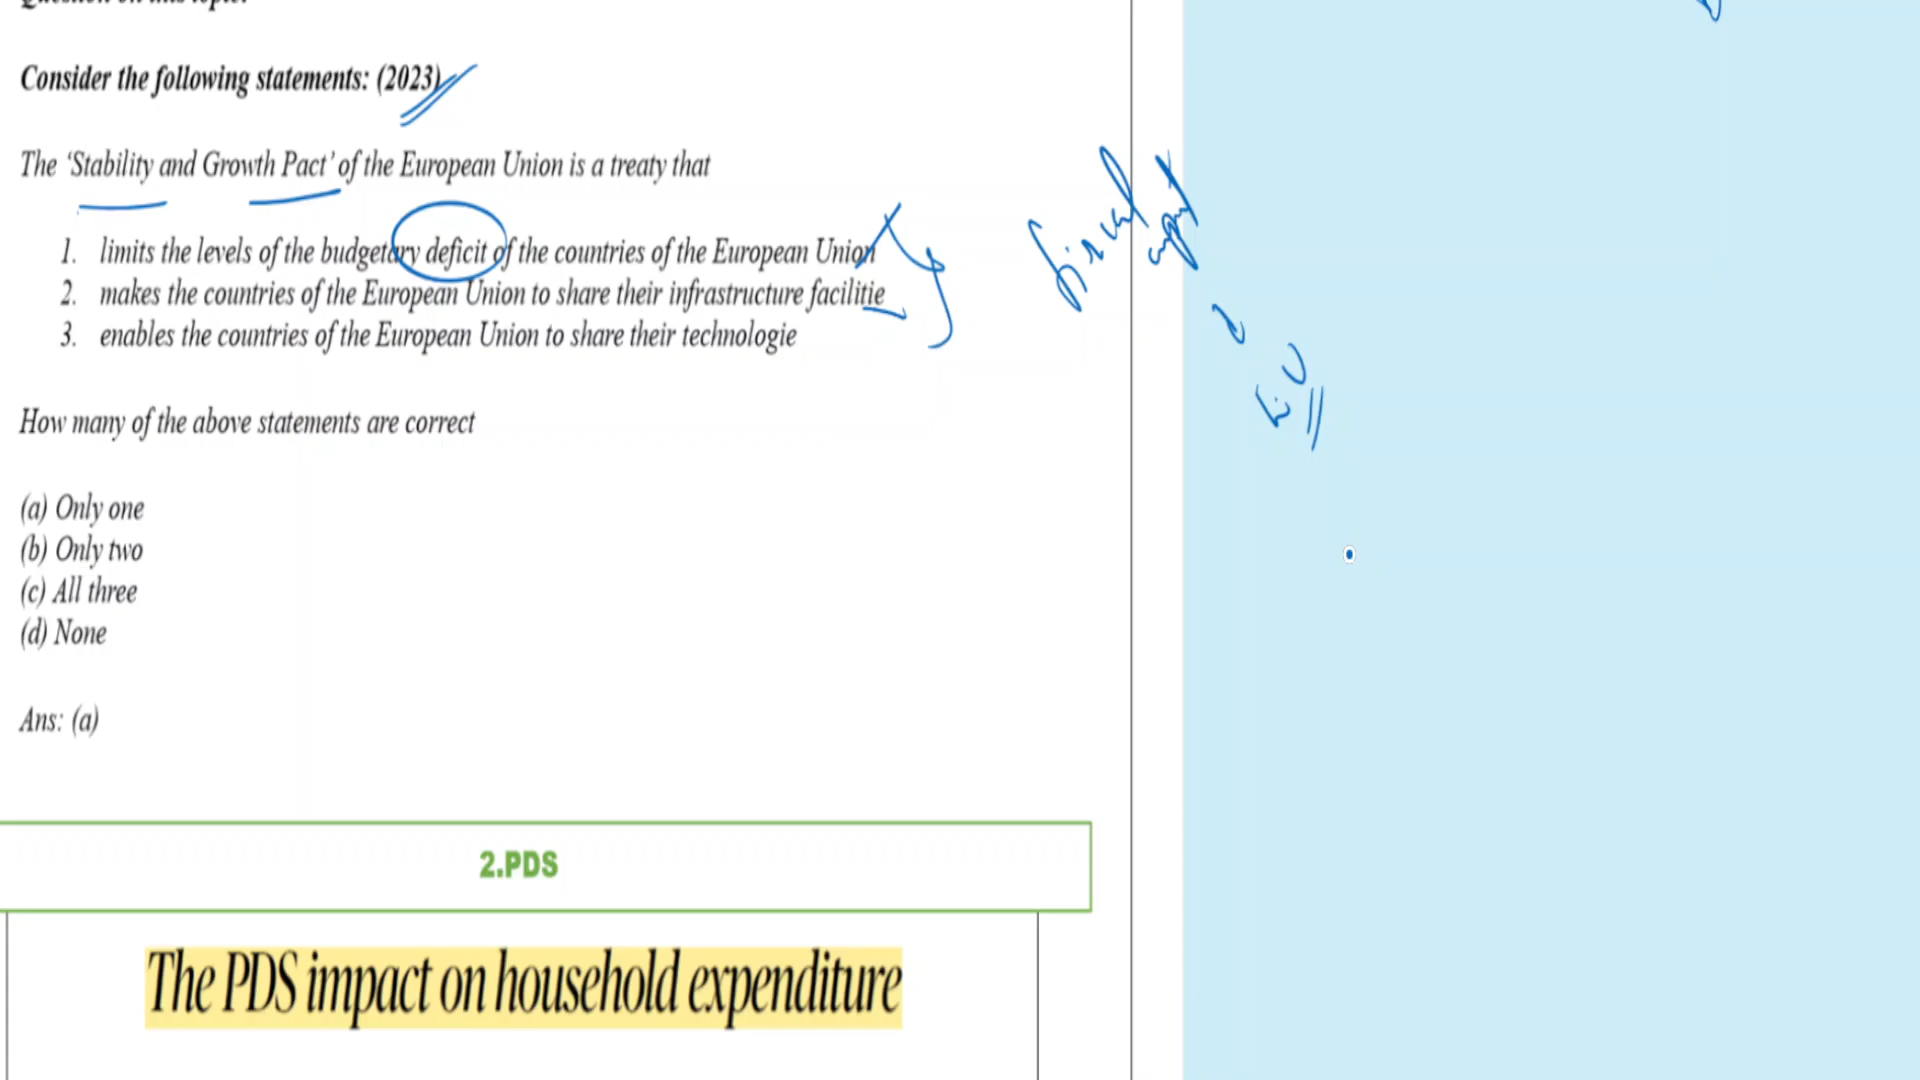 Consider the following statements: (2023)
The ‘Stability and Growth Pact’ of the European Union is a treaty that
1. limits the levels of the budgetary deficit of the countries of the European Union
2. makes the countries of the European Union to share their infrastructure facilitie
3. enables the countries of the European Union to share their technologie
How many of the above statements are correct
(a) Only one
(b) Only two
(c) All three
(d) None
Ans: (a)
2.PDS
The PDS impact on household expenditure